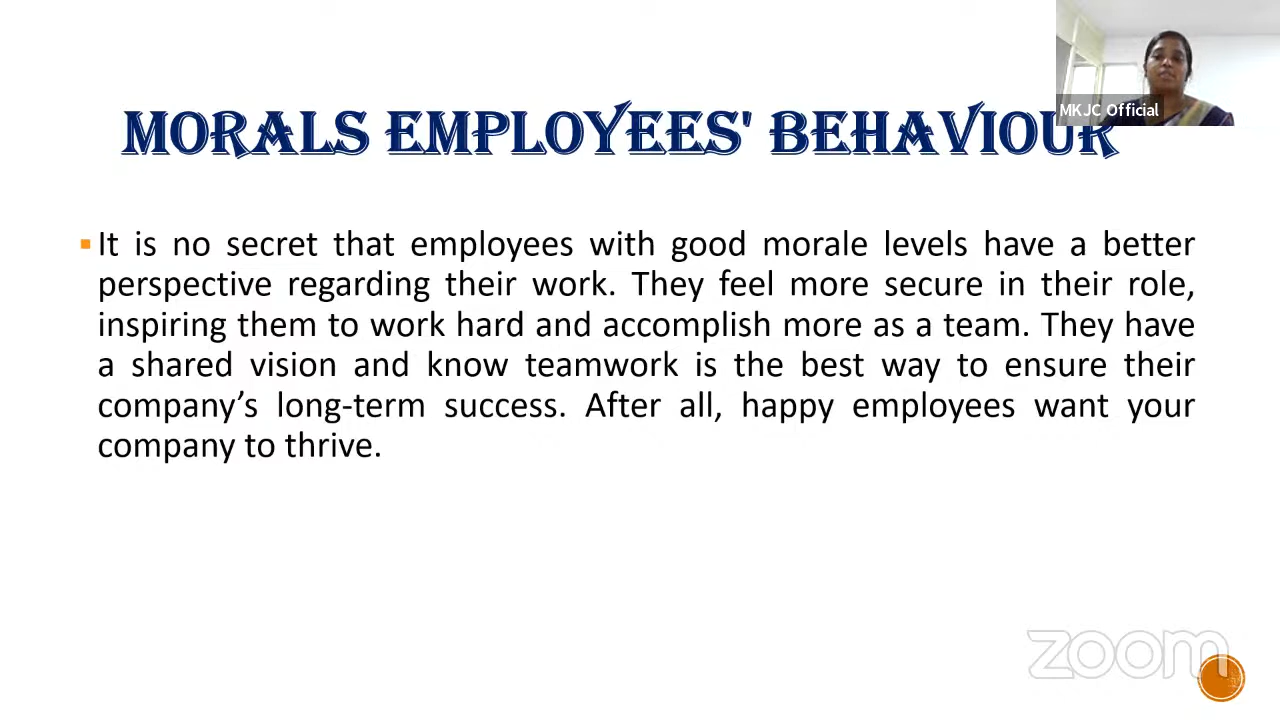 MORALS EMPLOYEES' BEHAVIOUR
MKJC Official
It is no secret that employees with good morale levels have a better
perspective regarding their work. They feel more secure in their role,
inspiring them to work hard and accomplish more as a team. They have
a shared vision and know teamwork is the best way to ensure their
company’s long-term success. After all, happy employees want your
company to thrive.
zoom